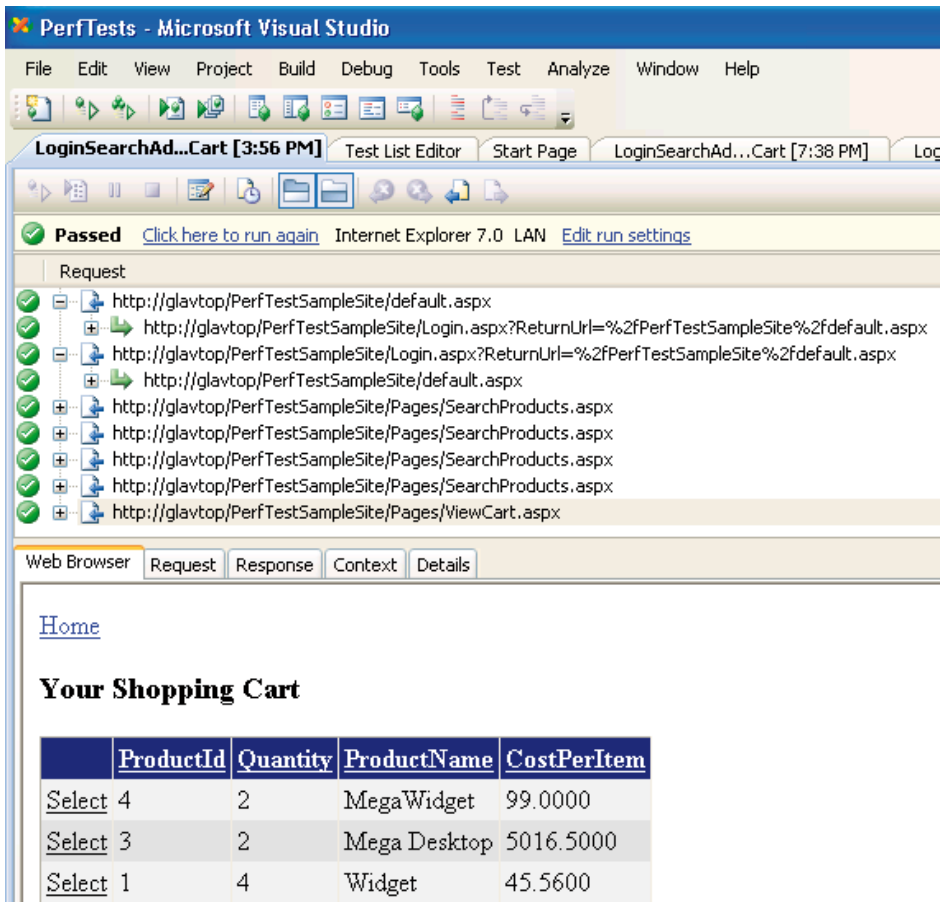 PerfTests - Microsoft Visual Studio
File Edit View Project Build Debug Tools Test Analyze Window Help
LoginSearchAd...Cart [3:56 PM] Test List Editor Start Page LoginSearchAd...Cart [7:38 PM] Log
Passed Click here to run again Internet Explorer 7.0 LAN Edit run settings
Request
http://glavtop/PerfTestSampleSite/default.aspx
http://glavtop/PerfTestSampleSite/Login.aspx?ReturnUrl=%2fPerfTestSampleSite%2fdefault.aspx
http://glavtop/PerfTestSampleSite/Login.aspx?ReturnUrl=%2fPerfTestSampleSite%2fdefault.aspx
http://glavtop/PerfTestSampleSite/default.aspx
http://glavtop/PerfTestSampleSite/Pages/SearchProducts.aspx
http://glavtop/PerfTestSampleSite/Pages/SearchProducts.aspx
http://glavtop/PerfTestSampleSite/Pages/SearchProducts.aspx
http://glavtop/PerfTestSampleSite/Pages/SearchProducts.aspx
http://glavtop/PerfTestSampleSite/Pages/ViewCart.aspx
Web Browser Request Response Context Details
Home
Your Shopping Cart
ProductId Quantity ProductName CostPerItem
Select 4 2 MegaWidget 99.0000
Select 3 2 Mega Desktop 5016.5000
Select 1 4 Widget 45.5600